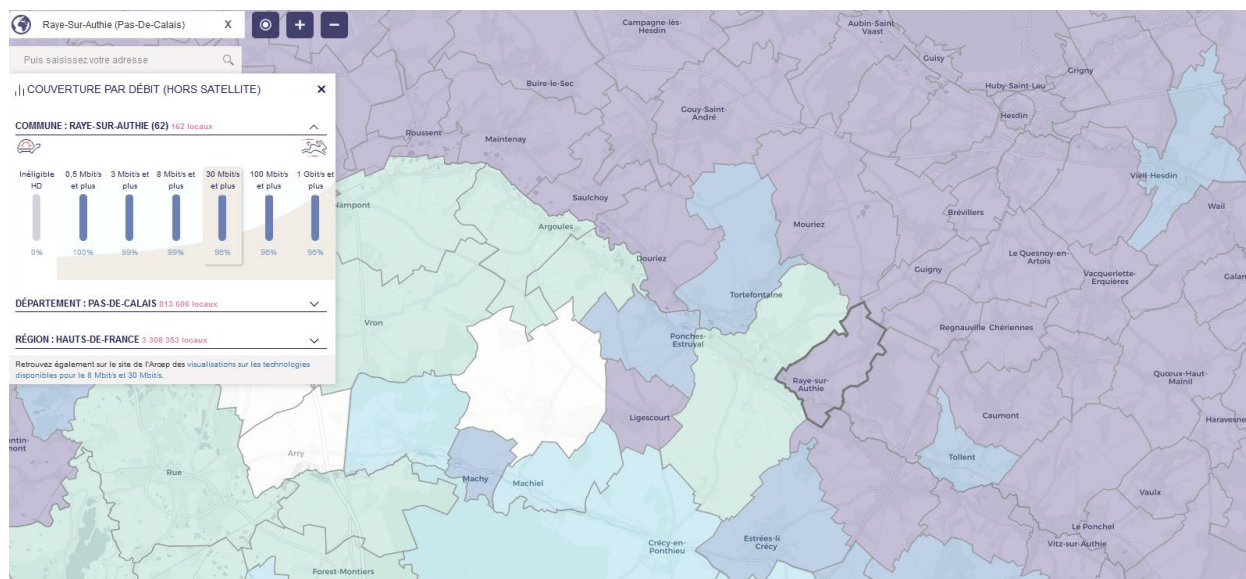 Raye-Sur-Authie (Pas-De-Calais) X
+ −
Puis saisissez votre adresse
COUVERTURE PAR DÉBIT (HORS SATELLITE) ×
COMMUNE : RAYE-SUR-AUTHIE (62) 162 locaux
Inéligible HD
0,5 Mbit/s et plus
3 Mbit/s et plus
8 Mbit/s et plus
30 Mbit/s et plus
100 Mbit/s et plus
1 Gbit/s et plus
0% 100% 99% 99% 96% 96% 96%
DÉPARTEMENT : PAS-DE-CALAIS 813 606 locaux
RÉGION : HAUTS-DE-FRANCE 3 308 353 locaux
Retrouvez également sur le site de l'Arcep des visualisations sur les technologies
disponibles pour le 8 Mbit/s et 30 Mbit/s.
Campagne-lès-
Hesdin
Aubin-Saint
Vaast
Guisy
Grigny
Buire-le-Sec
Huby-Saint-Leu
Gouy-Saint-
André
Hesdin
Roussent
Maintenay
Vieil-Hesdin
Saulchoy
Nampont
Wail
Brévillers
Argoules
Mouriez
Douriez
Le Quesnoy-en-
Artois
Guigny
Vacqueriette-
Erquières
Galan
Tortefontaine
Vron
Regnauville
Chériennes
Ponches-
Estruval
Raye-sur-
Authie
Quœux-Haut-
Maînil
Ligescourt
Caumont
Haravesne
entin-
mont
Arry
Tollent
Rue
Machy
Machiel
Vaulx
Le Ponchel
Estrées-lè
Crécy
Crécy-en-
Ponthieu
Vitz-sur-Authie
Forest-Montiers